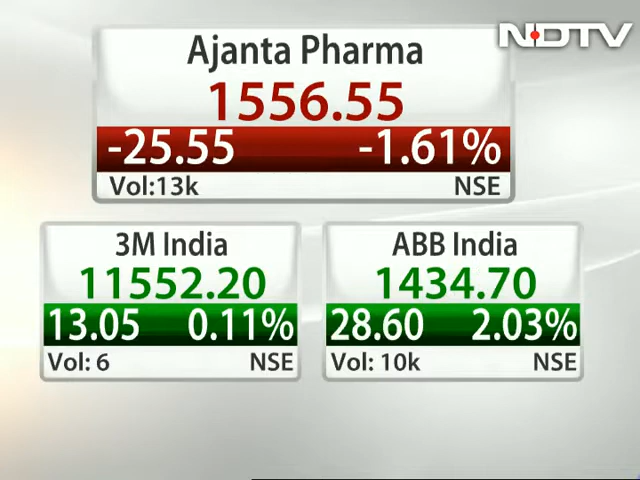 NDTV
Ajanta Pharma
1556.55
-25.55 -1.61%
Vol:13k NSE
3M India
11552.20
13.05 0.11%
Vol: 6 NSE
ABB India
1434.70
28.60 2.03%
Vol: 10k NSE